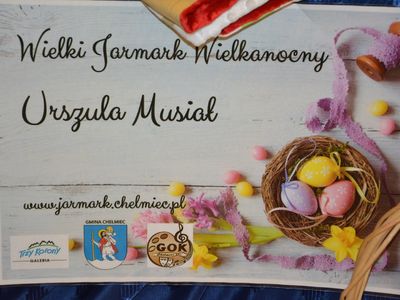 Wielki Jarmark Wielkanocny
Urszula Musiał
www.jarmark.chelmiec.pl
GMINA CHEŁMIEC
Trzy Korony
GALERIA
GOK